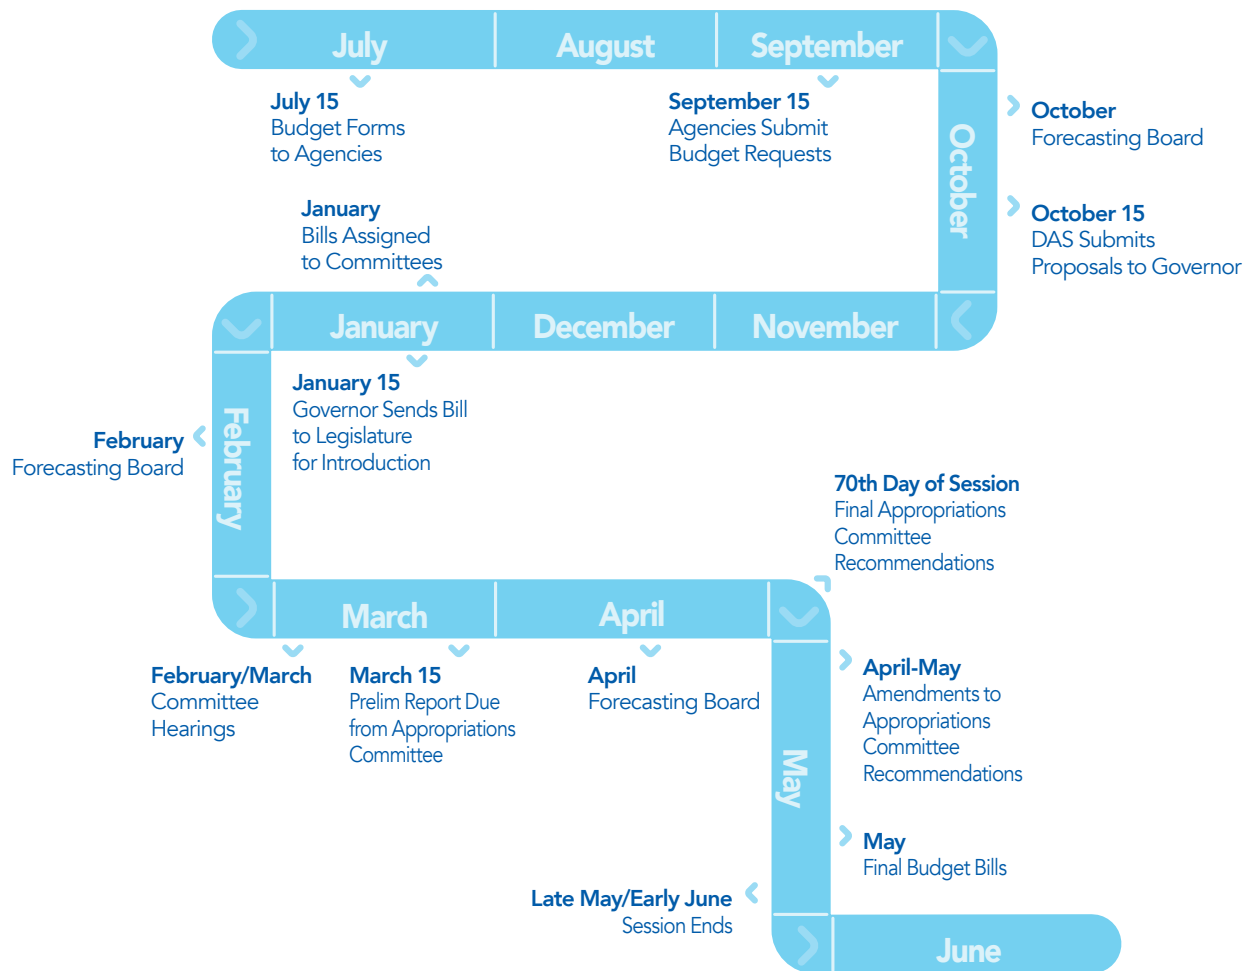 July
August
September
July 15
Budget Forms
to Agencies
September 15
Agencies Submit
Budget Requests
October
October
Forecasting Board
October 15
DAS Submits
Proposals to Governor
January
Bills Assigned
to Committees
January
December
November
January 15
Governor Sends Bill
to Legislature
for Introduction
February
February
Forecasting Board
70th Day of Session
Final Appropriations
Committee
Recommendations
March
April
February/March
Committee
Hearings
March 15
Prelim Report Due
from Appropriations
Committee
April
Forecasting Board
May
April-May
Amendments to
Appropriations
Committee
Recommendations
May
Final Budget Bills
Late May/Early June
Session Ends
June